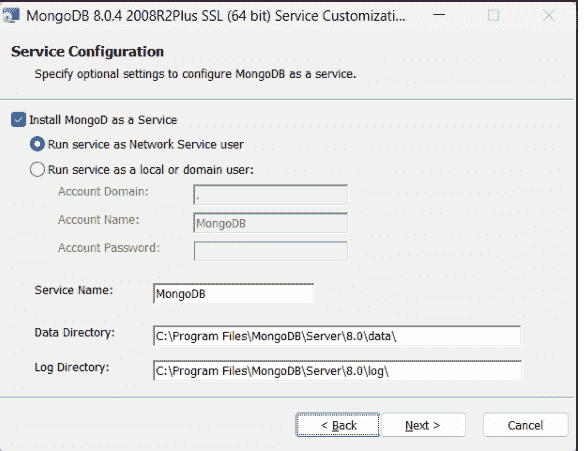 MongoDB 8.0.4 2008R2Plus SSL (64 bit) Service Customizati...
Service Configuration
Specify optional settings to configure MongoDB as a service.
Install MongoD as a Service
Run service as Network Service user
Run service as a local or domain user:
Account Domain: .
Account Name: MongoDB
Account Password:
Service Name: MongoDB
Data Directory: C:\Program Files\MongoDB\Server\8.0\data\
Log Directory: C:\Program Files\MongoDB\Server\8.0\log\
< Back Next > Cancel